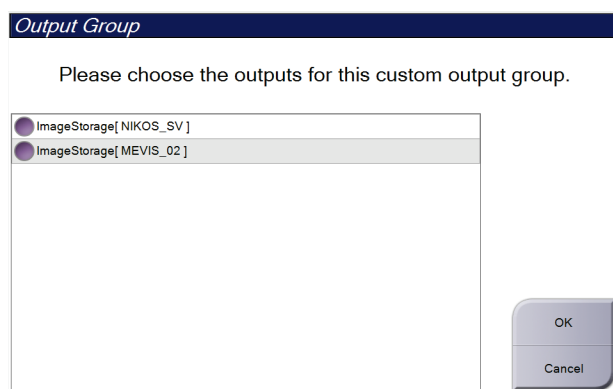 Output Group
Please choose the outputs for this custom output group.
ImageStorage[ NIKOS_SV ]
ImageStorage[ MEVIS_02 ]
OK
Cancel